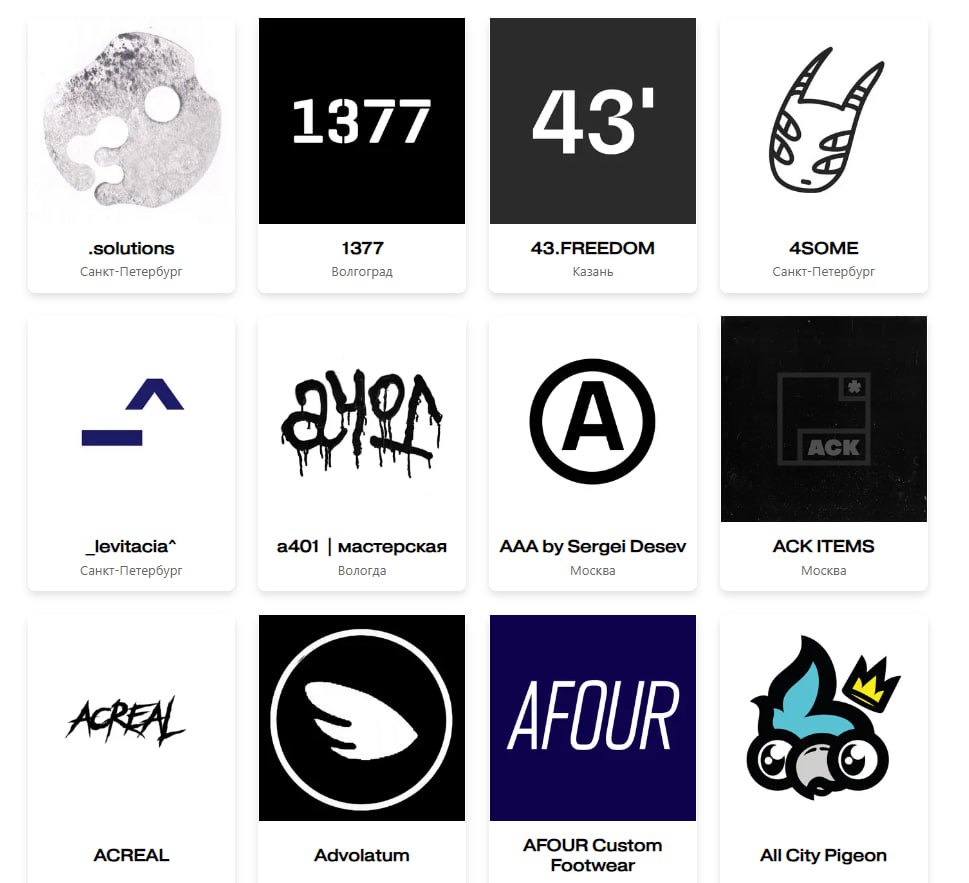 1377
43'
.solutions
1377
43.FREEDOM
4SOME
Санкт-Петербург
Волгоград
Казань
Санкт-Петербург
_^
а401
A
*
ACK
_levitacia^
а401 | мастерская
AAA by Sergei Desev
ACK ITEMS
Санкт-Петербург
Вологда
Москва
Москва
ACREAL
AFOUR
ACREAL
Advolatum
AFOUR Custom
Footwear
All City Pigeon